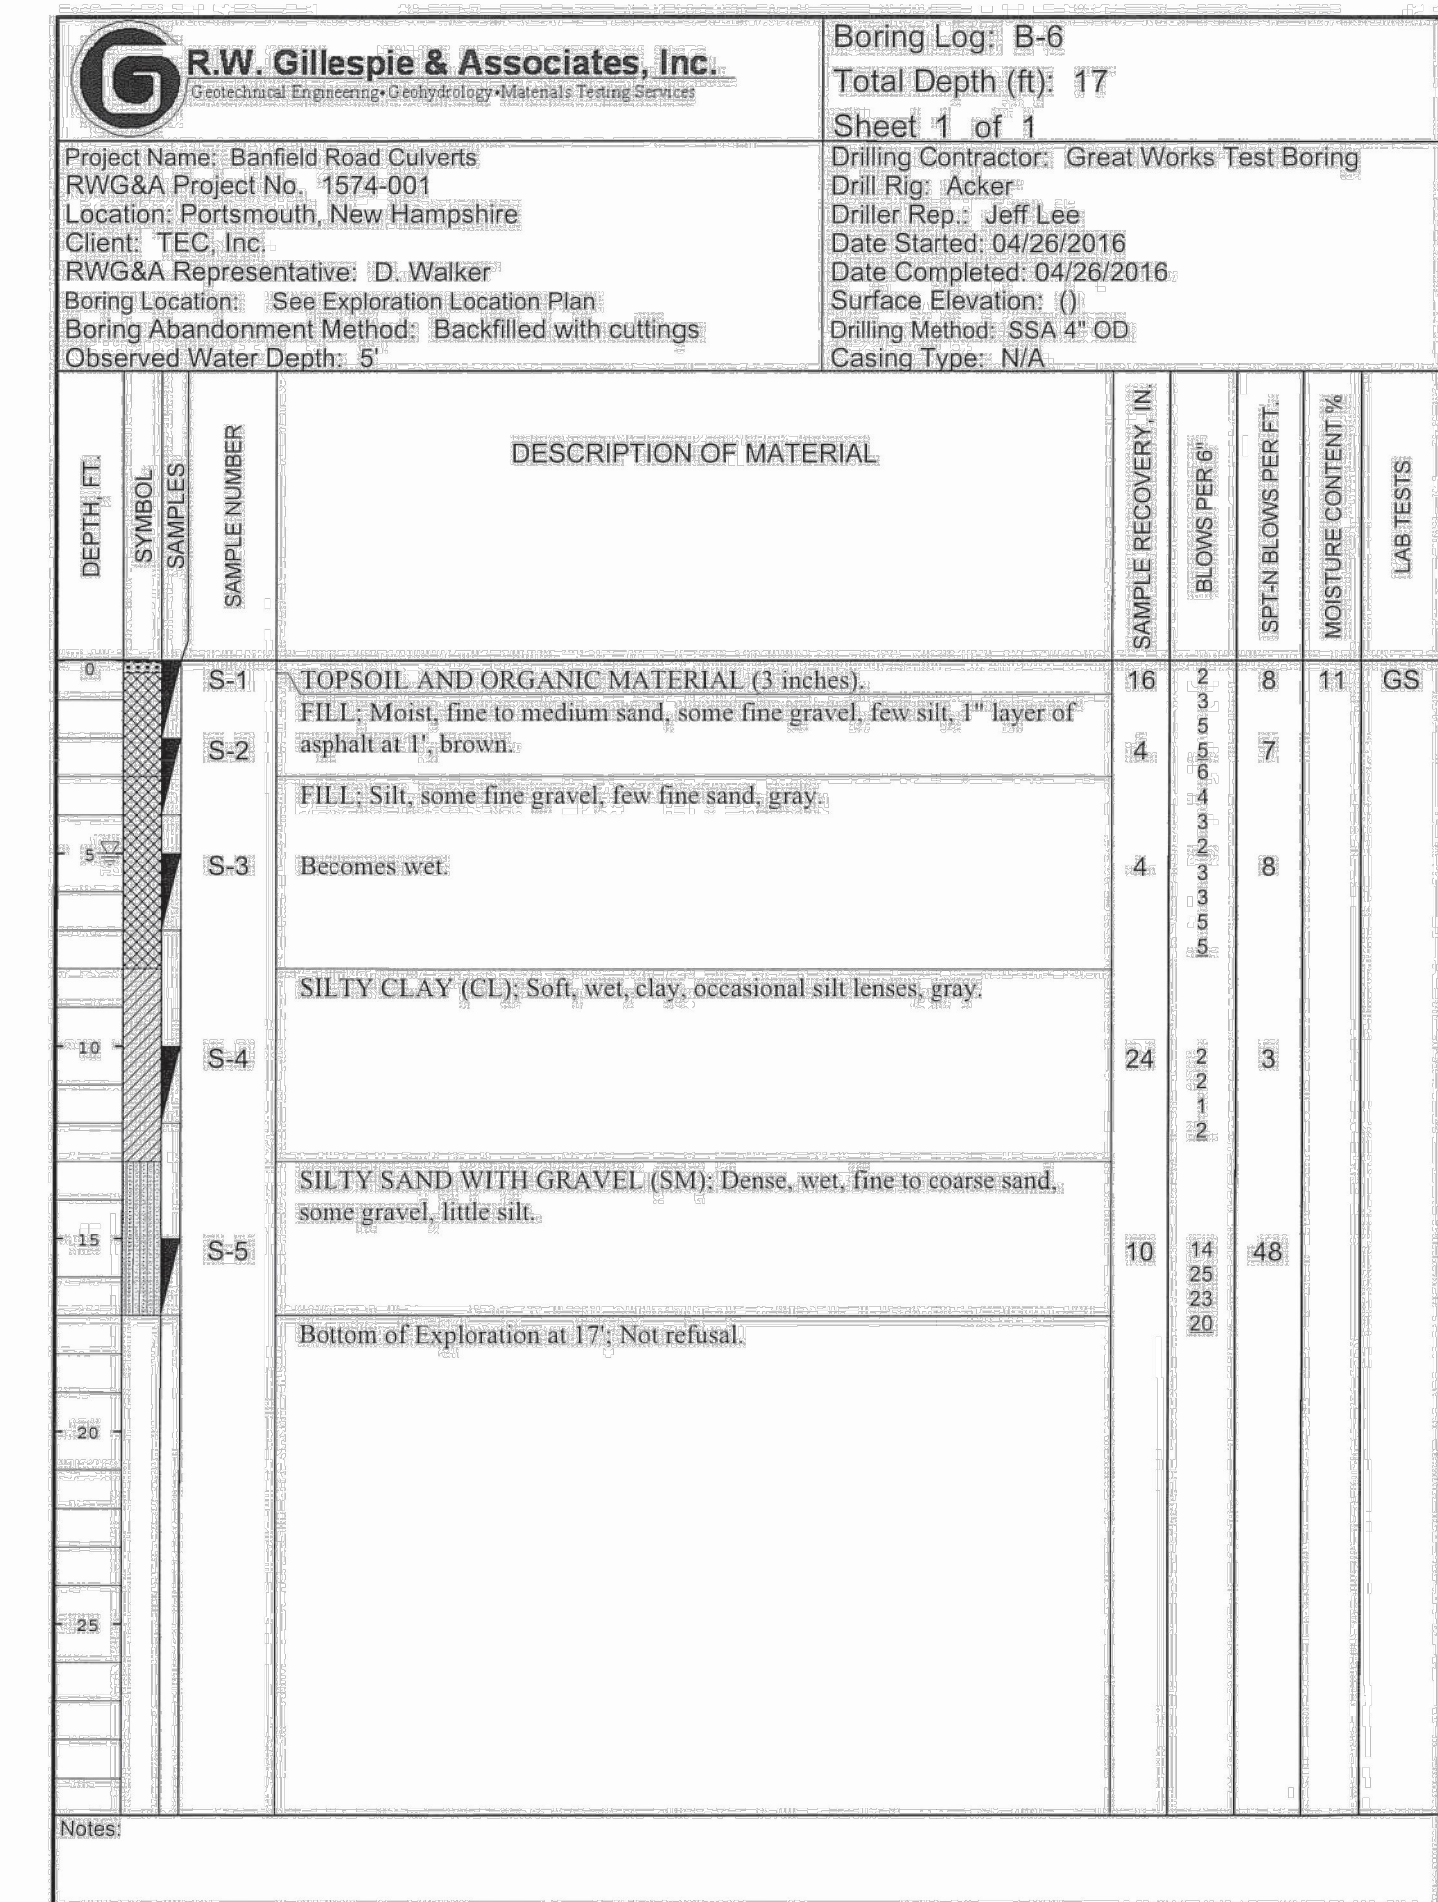 R.W. Gillespie & Associates, Inc.
Geotechnical Engineering•Geohydrology•Materials Testing Services
Boring Log: B-6
Total Depth (ft): 17
Sheet 1 of 1
Project Name: Banfield Road Culverts
RWG&A Project No. 1574-001
Location: Portsmouth, New Hampshire
Client: TEC, Inc.
RWG&A Representative: D. Walker
Boring Location: See Exploration Location Plan
Boring Abandonment Method: Backfilled with cuttings
Observed Water Depth: 5'
Drilling Contractor: Great Works Test Boring
Drill Rig: Acker
Driller Rep.: Jeff Lee
Date Started: 04/26/2016
Date Completed: 04/26/2016
Surface Elevation: ()
Drilling Method: SSA 4" OD
Casing Type: N/A
DEPTH, FT.
SYMBOL
SAMPLES
SAMPLE NUMBER
DESCRIPTION OF MATERIAL
SAMPLE RECOVERY, IN.
BLOWS PER 6"
SPT-N BLOWS PER FT.
MOISTURE CONTENT %
LAB TESTS
0 S-1 TOPSOIL AND ORGANIC MATERIAL (3 inches). 16 2 8 11 GS
FILL; Moist, fine to medium sand, some fine gravel, few silt, 1" layer of 3
5
asphalt at 1', brown.
S-2 4 5 7
6
FILL; Silt, some fine gravel, few fine sand, gray. 4
3
5 2
S-3 Becomes wet. 4 3 8
3
5
5
SILTY CLAY (CL); Soft, wet, clay, occasional silt lenses, gray.
10 S-4 24 2 3
2
1
2
SILTY SAND WITH GRAVEL (SM); Dense, wet, fine to coarse sand,
some gravel, little silt.
15 S-5 10 14 48
25
23
20
Bottom of Exploration at 17'; Not refusal.
20
25
Notes: